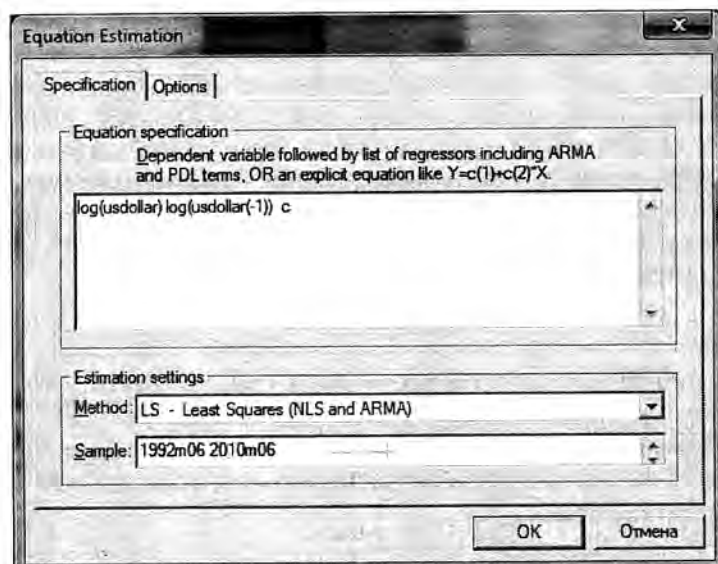 Equation Estimation
X
Specification
Options
Equation specification
Dependent variable followed by list of regressors including ARMA
and PDL terms, OR an explicit equation like Y=c(1)+c(2)*X.
log(usdollar) log(usdollar(-1)) c
Estimation settings
Method: LS - Least Squares (NLS and ARMA)
Sample: 1992m06 2010m06
OK
Отмена